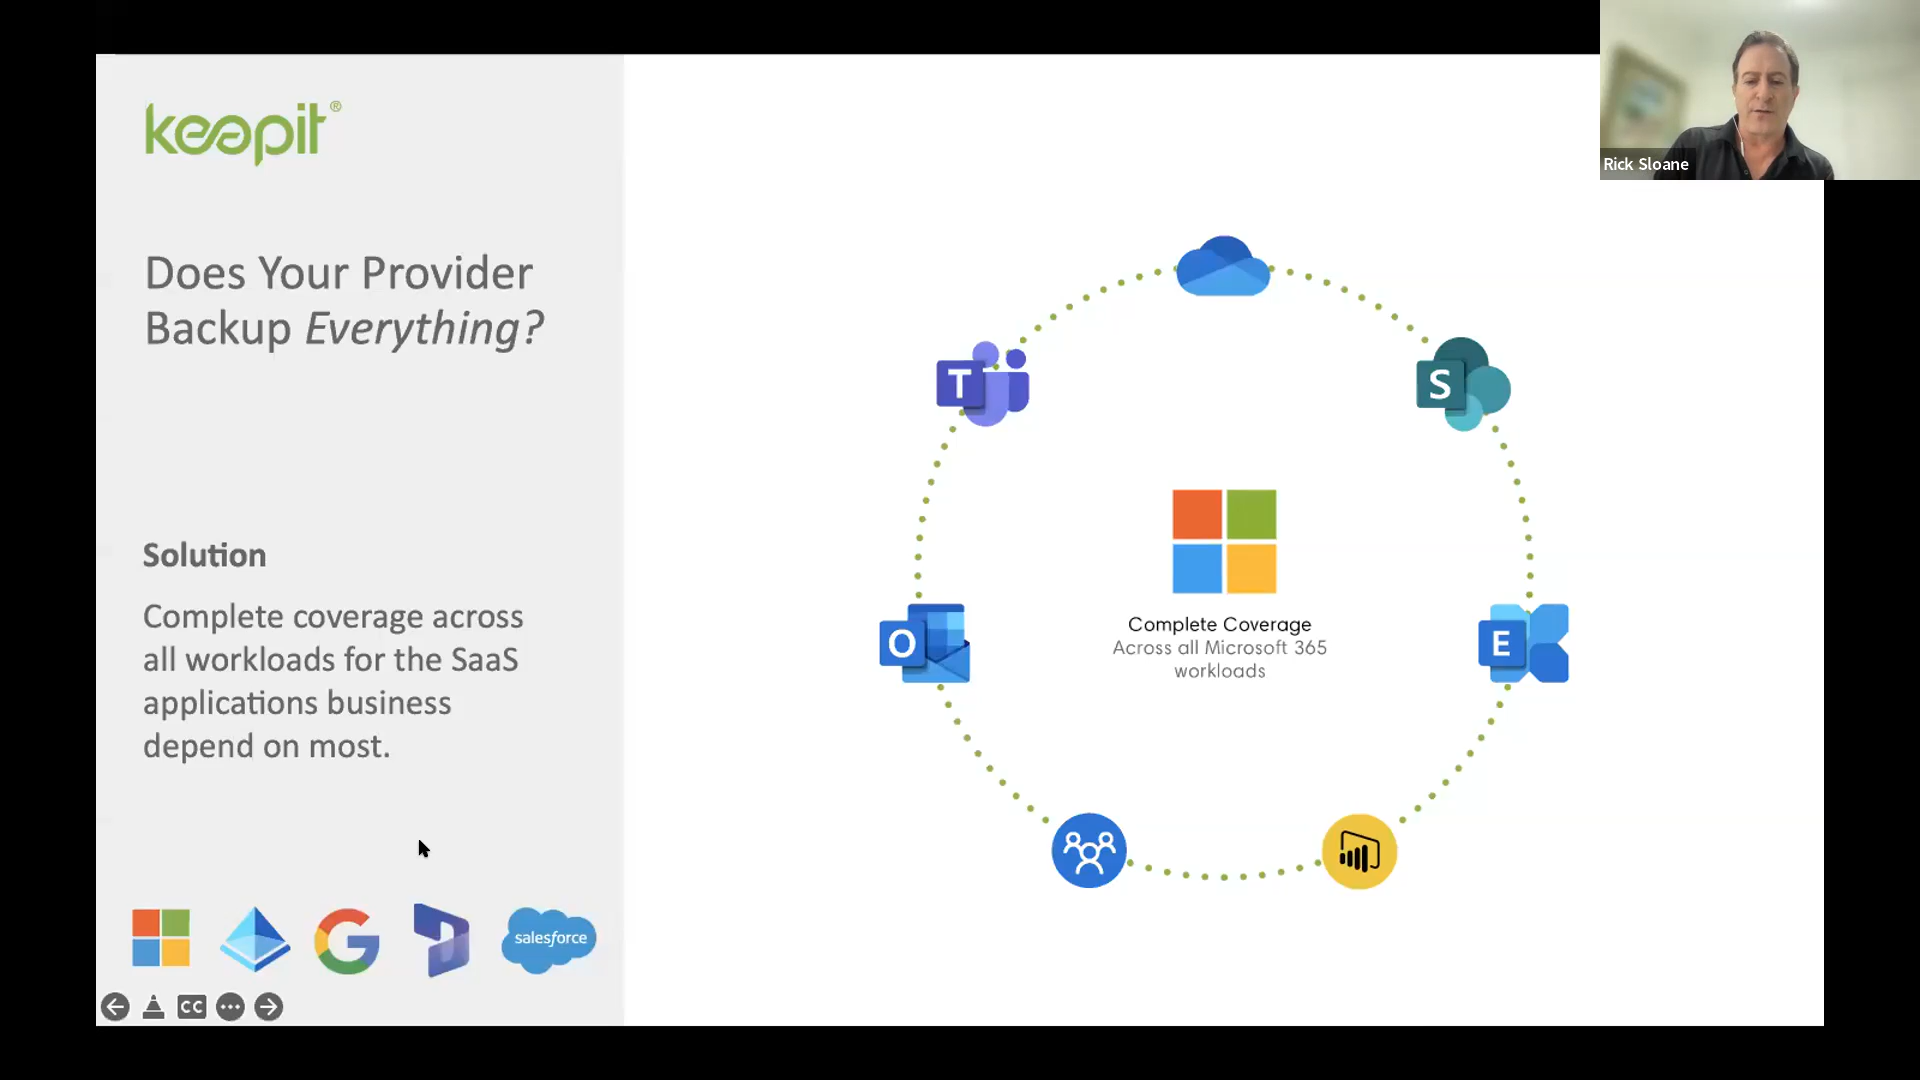 keepit®
Does Your Provider
Backup Everything?
Solution
Complete coverage across
all workloads for the SaaS
applications business
depend on most.
salesforce
CC
T
S
O
E
Complete Coverage
Across all Microsoft 365
workloads
Rick Sloane